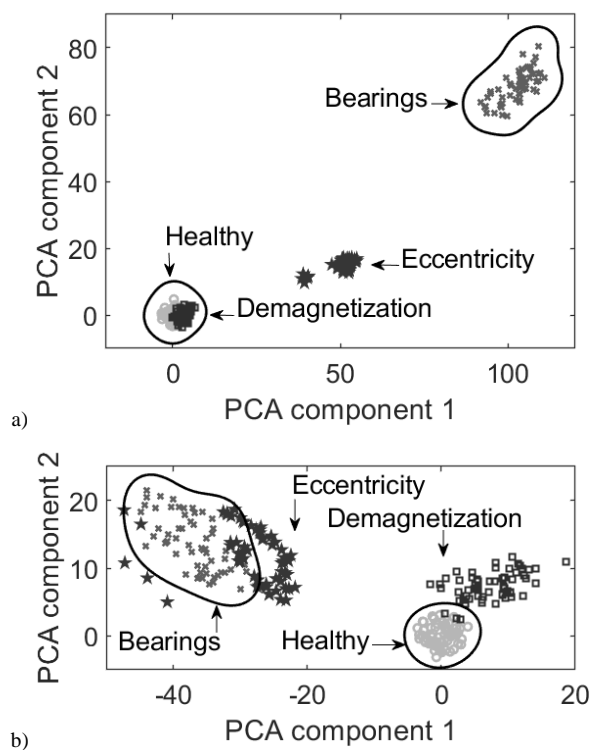 80
60
40
20
0
PCA component 2
Bearings
Healthy
Eccentricity
Demagnetization
0
50
100
PCA component 1
a)
20
10
0
PCA component 2
Eccentricity
Demagnetization
Bearings
Healthy
-40
-20
0
20
PCA component 1
b)